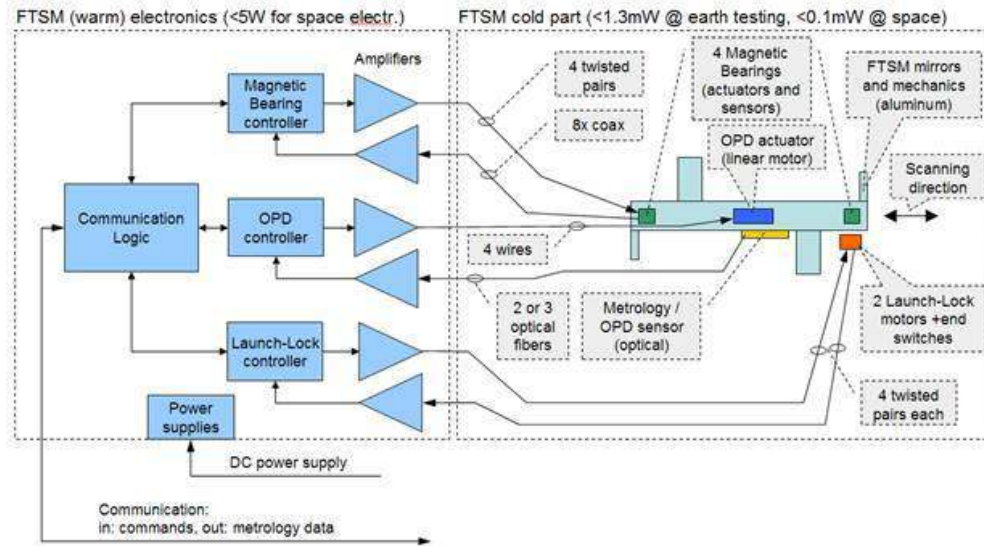 FTSM (warm) electronics (<5W for space electr.)
FTSM cold part (<1.3mW @ earth testing, <0.1mW @ space)
Amplifiers
Magnetic
Bearing
controller
4 twisted
pairs
8x coax
4 Magnetic
Bearings
(actuators and
sensors)
FTSM mirrors
and mechanics
(aluminum)
OPD actuator
(linear motor)
Scanning
direction
Communication
Logic
OPD
controller
4 wires
2 or 3
optical
fibers
Metrology /
OPD sensor
(optical)
2 Launch-Lock
motors +end
switches
Launch-Lock
controller
4 twisted
pairs each
Power
supplies
DC power supply
Communication:
in: commands, out: metrology data